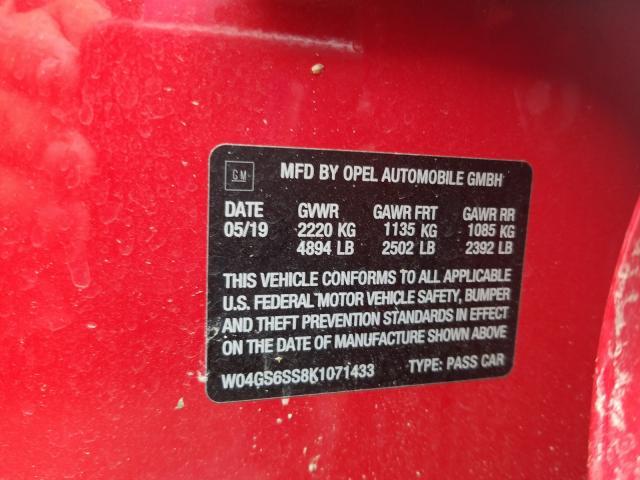 GM MFD BY OPEL AUTOMOBILE GMBH
DATE GVWR GAWR FRT GAWR RR
05/19 2220 KG 1135 KG 1085 KG
4894 LB 2502 LB 2392 LB
THIS VEHICLE CONFORMS TO ALL APPLICABLE
U.S. FEDERAL MOTOR VEHICLE SAFETY, BUMPER
AND THEFT PREVENTION STANDARDS IN EFFECT
ON THE DATE OF MANUFACTURE SHOWN ABOVE
W04GS6SS8K1071433 TYPE: PASS CAR